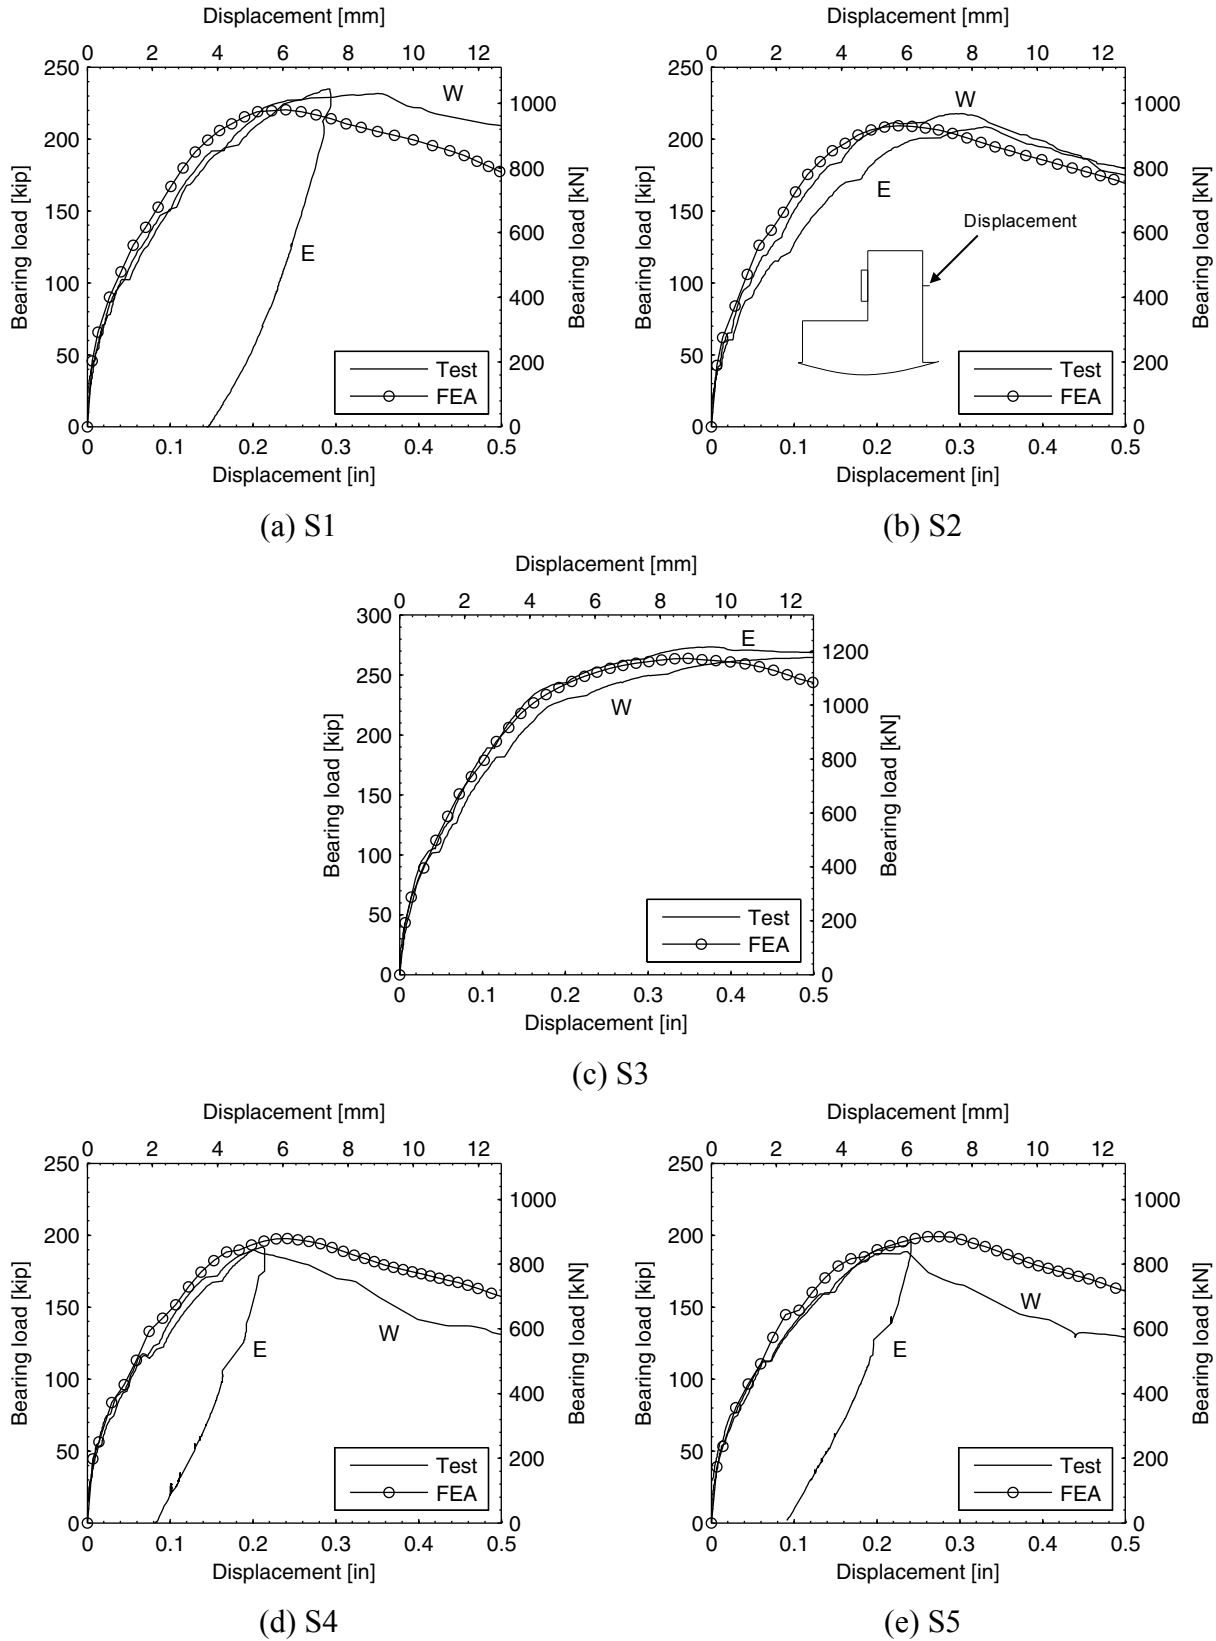 Displacement [mm]
0 2 4 6 8 10 12
250
200
150
100
50
0
Bearing load [kip]
1000
800
600
400
200
0
Bearing load [kN]
W
E
Test
FEA
0 0.1 0.2 0.3 0.4 0.5
Displacement [in]
(a) S1
Displacement [mm]
0 2 4 6 8 10 12
250
200
150
100
50
0
Bearing load [kip]
1000
800
600
400
200
0
Bearing load [kN]
W
E
Displacement
Test
FEA
0 0.1 0.2 0.3 0.4 0.5
Displacement [in]
(b) S2
Displacement [mm]
0 2 4 6 8 10 12
300
250
200
150
100
50
0
Bearing load [kip]
1200
1000
800
600
400
200
0
Bearing load [kN]
E
W
Test
FEA
0 0.1 0.2 0.3 0.4 0.5
Displacement [in]
(c) S3
Displacement [mm]
0 2 4 6 8 10 12
250
200
150
100
50
0
Bearing load [kip]
1000
800
600
400
200
0
Bearing load [kN]
W
E
Test
FEA
0 0.1 0.2 0.3 0.4 0.5
Displacement [in]
(d) S4
Displacement [mm]
0 2 4 6 8 10 12
250
200
150
100
50
0
Bearing load [kip]
1000
800
600
400
200
0
Bearing load [kN]
W
E
Test
FEA
0 0.1 0.2 0.3 0.4 0.5
Displacement [in]
(e) S5